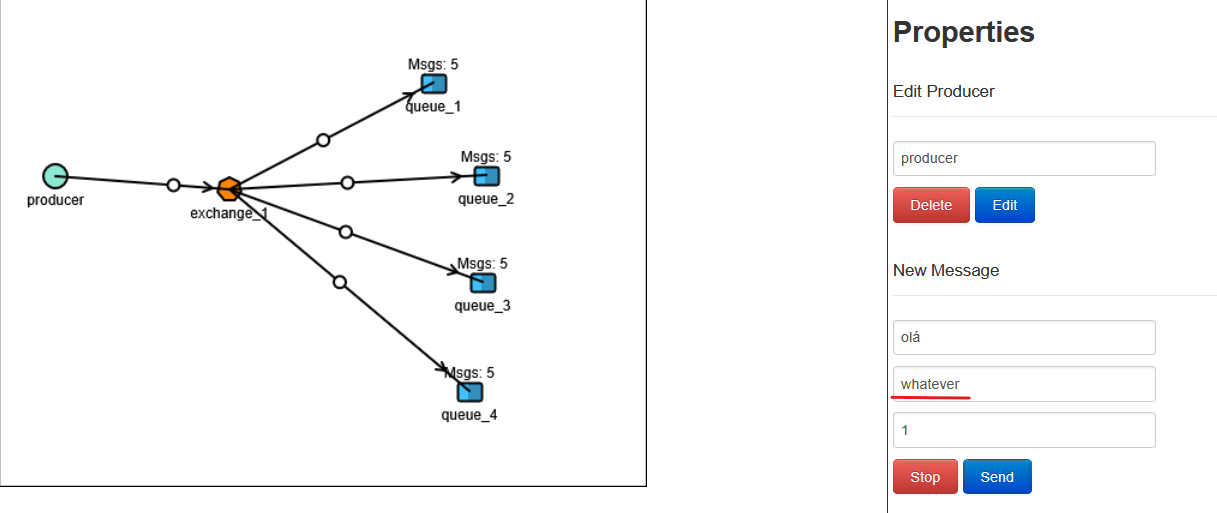 Msgs: 5
queue_1
Msgs: 5
queue_2
producer
exchange_1
Msgs: 5
queue_3
Msgs: 5
queue_4
Properties
Edit Producer
producer
Delete
Edit
New Message
olá
whatever
1
Stop
Send